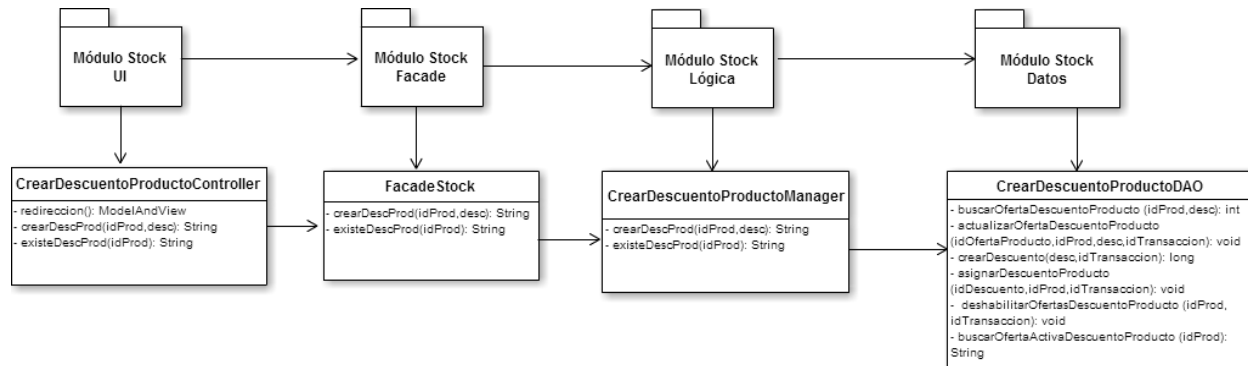 Módulo Stock
UI
Módulo Stock
Facade
Módulo Stock
Lógica
Módulo Stock
Datos
CrearDescuentoProductoController
- redireccion(): ModelAndView
- crearDescProd(idProd,desc): String
- existeDescProd(idProd): String
FacadeStock
- crearDescProd(idProd,desc): String
- existeDescProd(idProd): String
CrearDescuentoProductoManager
- crearDescProd(idProd,desc): String
- existeDescProd(idProd): String
CrearDescuentoProductoDAO
- buscarOfertaDescuentoProducto (idProd,desc): int
- actualizarOfertaDescuentoProducto
(idOfertaProducto,idProd,desc,idTransaccion): void
- crearDescuento(desc,idTransaccion): long
- asignarDescuentoProducto
(idDescuento,idProd,idTransaccion): void
- deshabilitarOfertasDescuentoProducto (idProd,
idTransaccion): void
- buscarOfertaActivaDescuentoProducto (idProd):
String